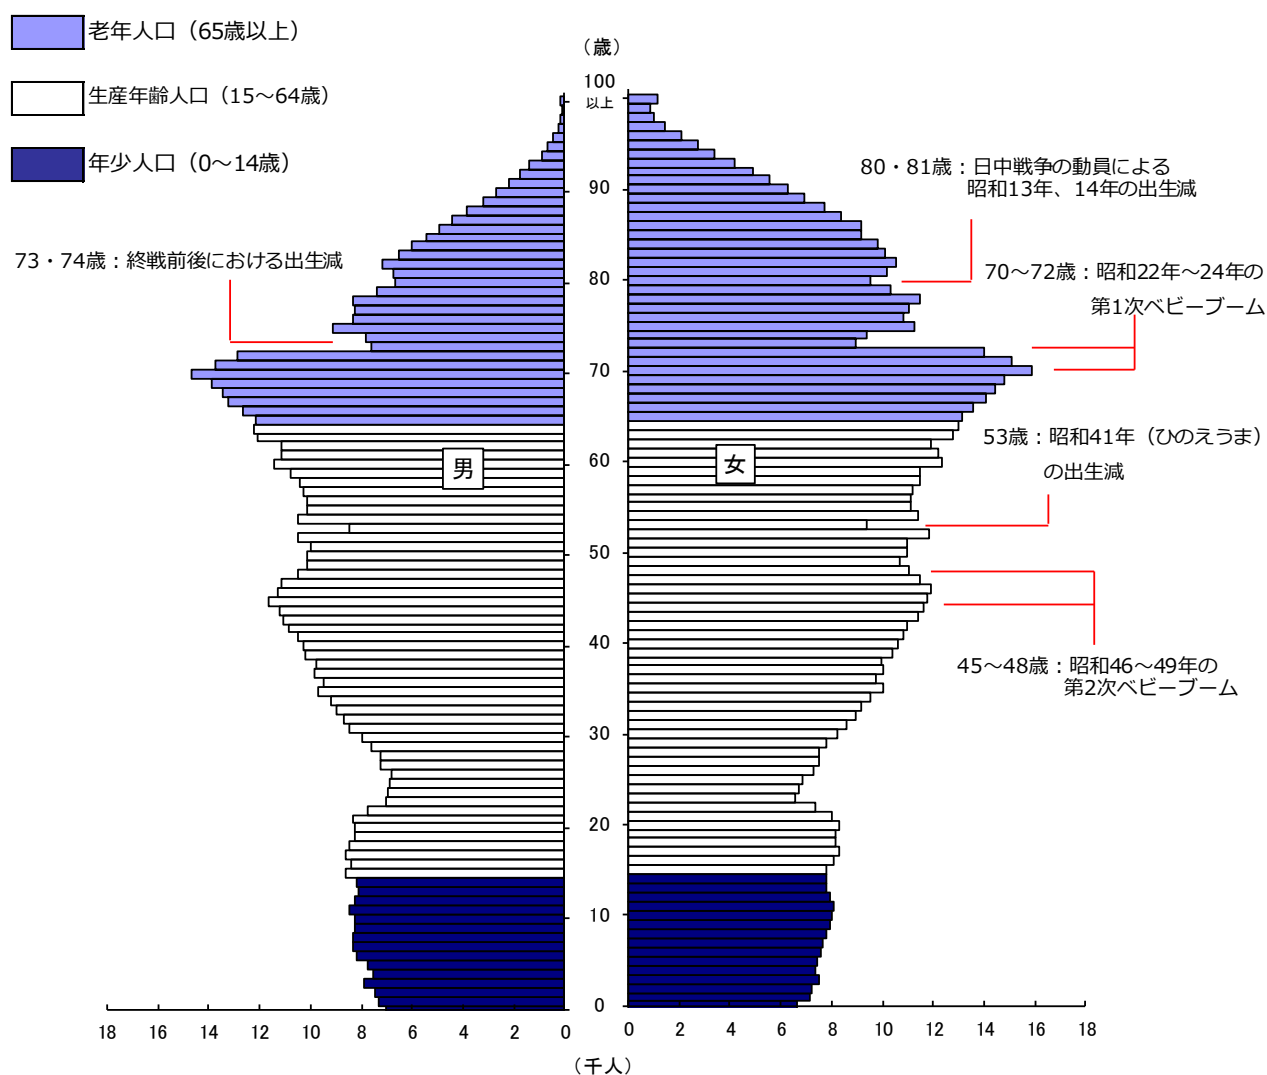 老年人口（65歳以上）
生産年齢人口（15～64歳）
年少人口（0～14歳）
（歳）
100
以上
90
80
70
60
50
40
30
20
10
0
73・74歳：終戦前後における出生減
80・81歳：日中戦争の動員による
昭和13年、14年の出生減
70～72歳：昭和22年～24年の
第1次ベビーブーム
53歳：昭和41年（ひのえうま）
の出生減
45～48歳：昭和46～49年の
第2次ベビーブーム
男
女
18 16 14 12 10 8 6 4 2 0
0 2 4 6 8 10 12 14 16 18
（千人）